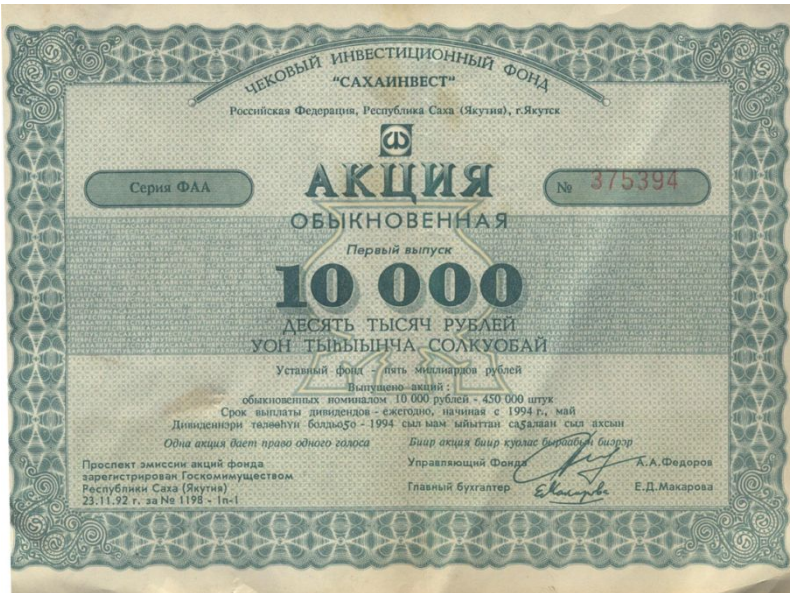 ЧЕКОВЫЙ ИНВЕСТИЦИОННЫЙ ФОНД
"САХАИНВЕСТ"
Российская Федерация, Республика Саха (Якутия), г.Якутск
АКЦИЯ
Серия ФАА
№ 375394
ОБЫКНОВЕННАЯ
Первый выпуск
10 000
ДЕСЯТЬ ТЫСЯЧ РУБЛЕЙ
УОН ТЫҺЫЫНЧА СОЛКУОБАЙ
Уставный фонд - пять миллиардов рублей
Выпущено акций :
обыкновенных номиналом 10 000 рублей - 450 000 штук
Срок выплаты дивидендов - ежегодно, начиная с 1994 г., май
Дивиденнэри төлөөһүн болдьоҕо - 1994 сыл ыам ыйыттан саҕалаан сыл ахсын
Одна акция дает право одного голоса
Биир акция биир куолас быраабын биэрэр
Проспект эмиссии акций фонда
зарегистрирован Госкомимуществом
Республики Саха (Якутия)
23.11.92 г. за № 1198 - 1п-1
Управляющий Фонда А.А.Федоров
Главный бухгалтер Е.Д.Макарова